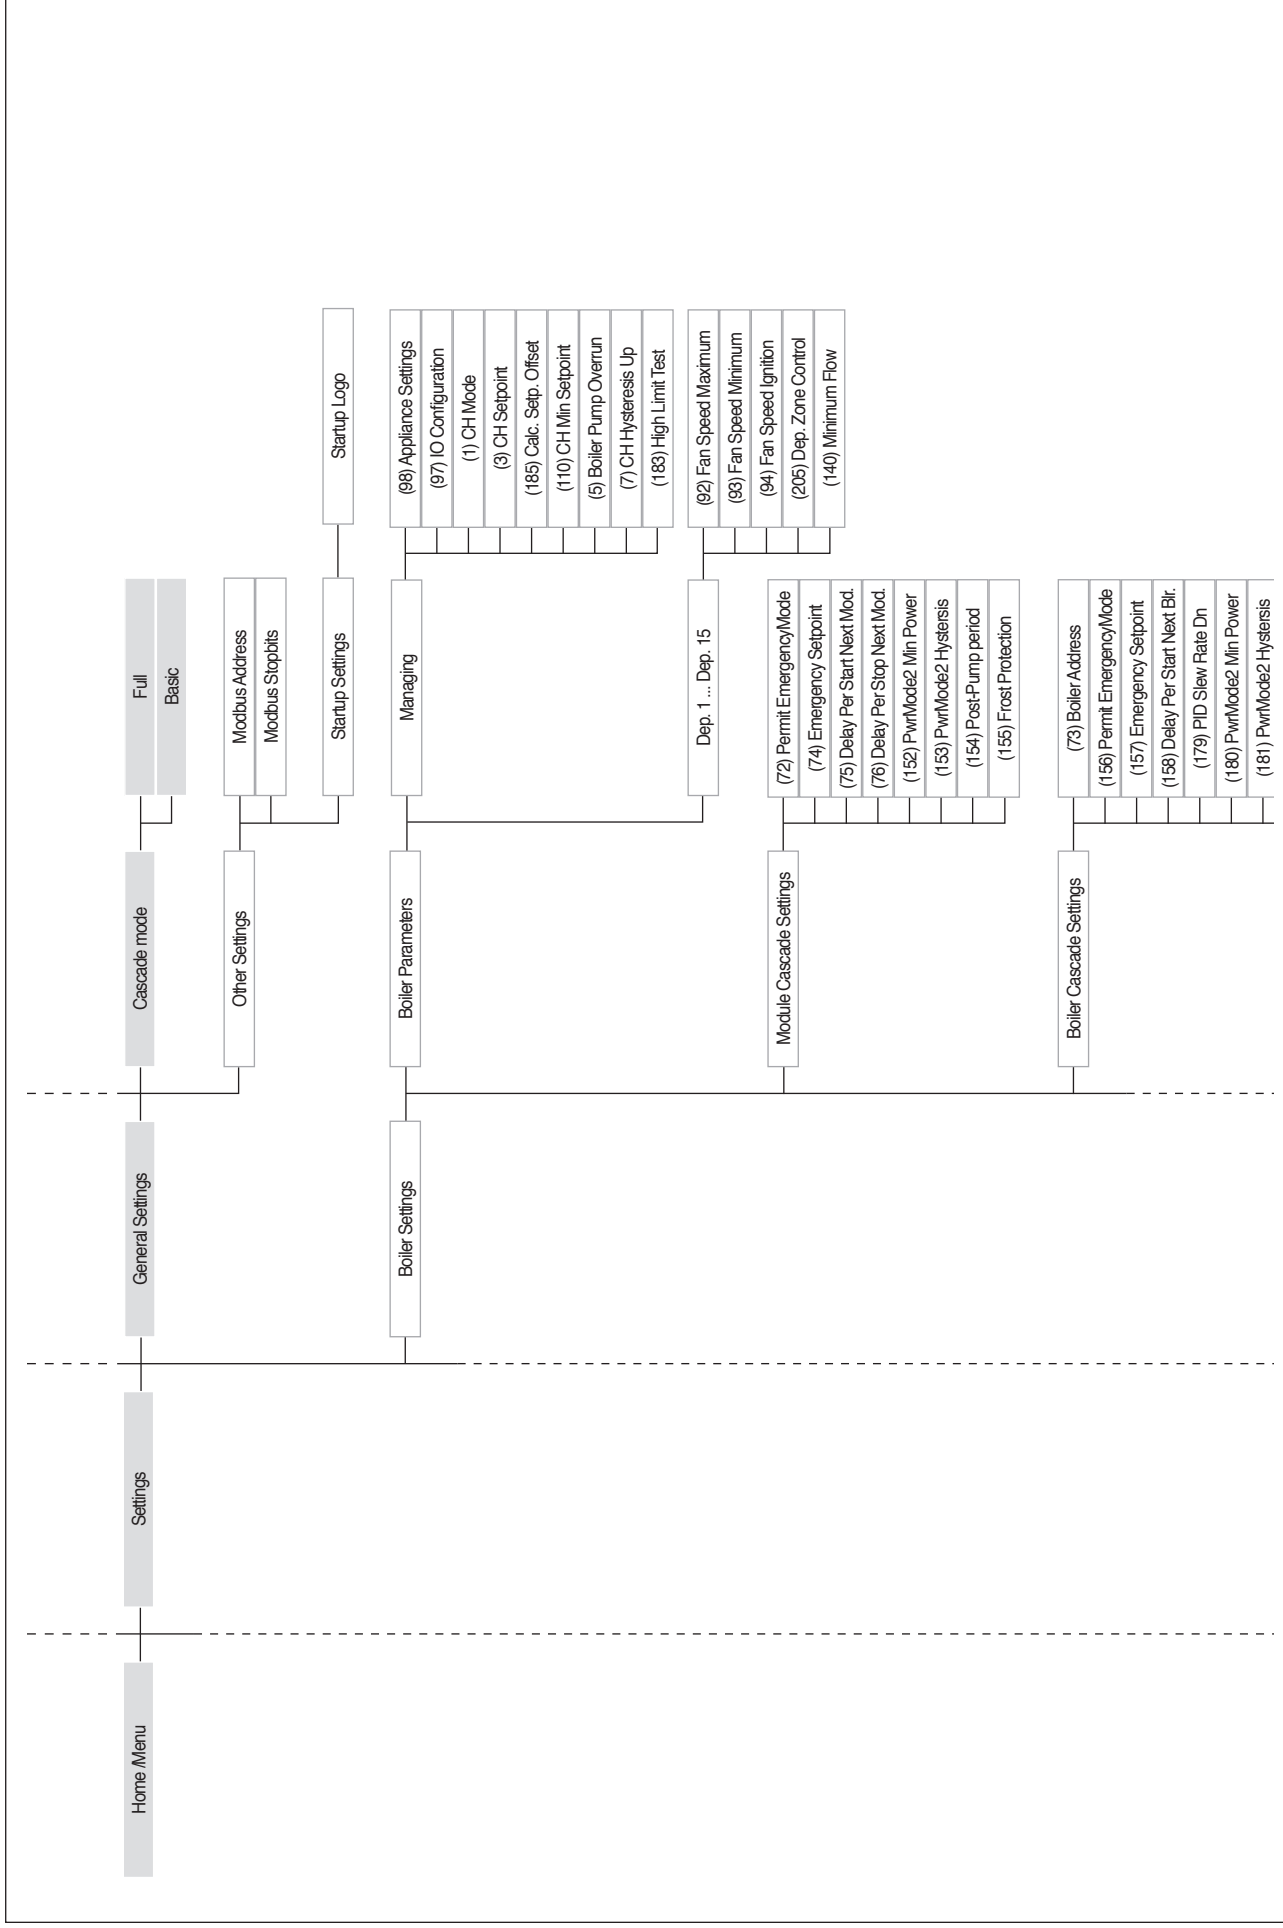 Home /Menu
Settings
General Settings
Cascade mode
Full
Basic
Other Settings
Modbus Address
Modbus Stopbits
Startup Settings
Startup Logo
Boiler Settings
Boiler Parameters
Managing
(98) Appliance Settings
(97) IO Configuration
(1) CH Mode
(3) CH Setpoint
(185) Calc. Setp. Offset
(110) CH Min Setpoint
(5) Boiler Pump Overrun
(7) CH Hysteresis Up
(183) High Limit Test
Dep. 1 ... Dep. 15
(92) Fan Speed Maximum
(93) Fan Speed Minimum
(94) Fan Speed Ignition
(205) Dep. Zone Control
(140) Minimum Flow
Module Cascade Settings
(72) Permit EmergencyMode
(74) Emergency Setpoint
(75) Delay Per Start Next Mod.
(76) Delay Per Stop Next Mod.
(152) PwrMode2 Min Power
(153) PwrMode2 Hystersis
(154) Post-Pump period
(155) Frost Protection
Boiler Cascade Settings
(73) Boiler Address
(156) Permit EmergencyMode
(157) Emergency Setpoint
(158) Delay Per Start Next Blr.
(179) PID Slew Rate Dn
(180) PwrMode2 Min Power
(181) PwrMode2 Hystersis